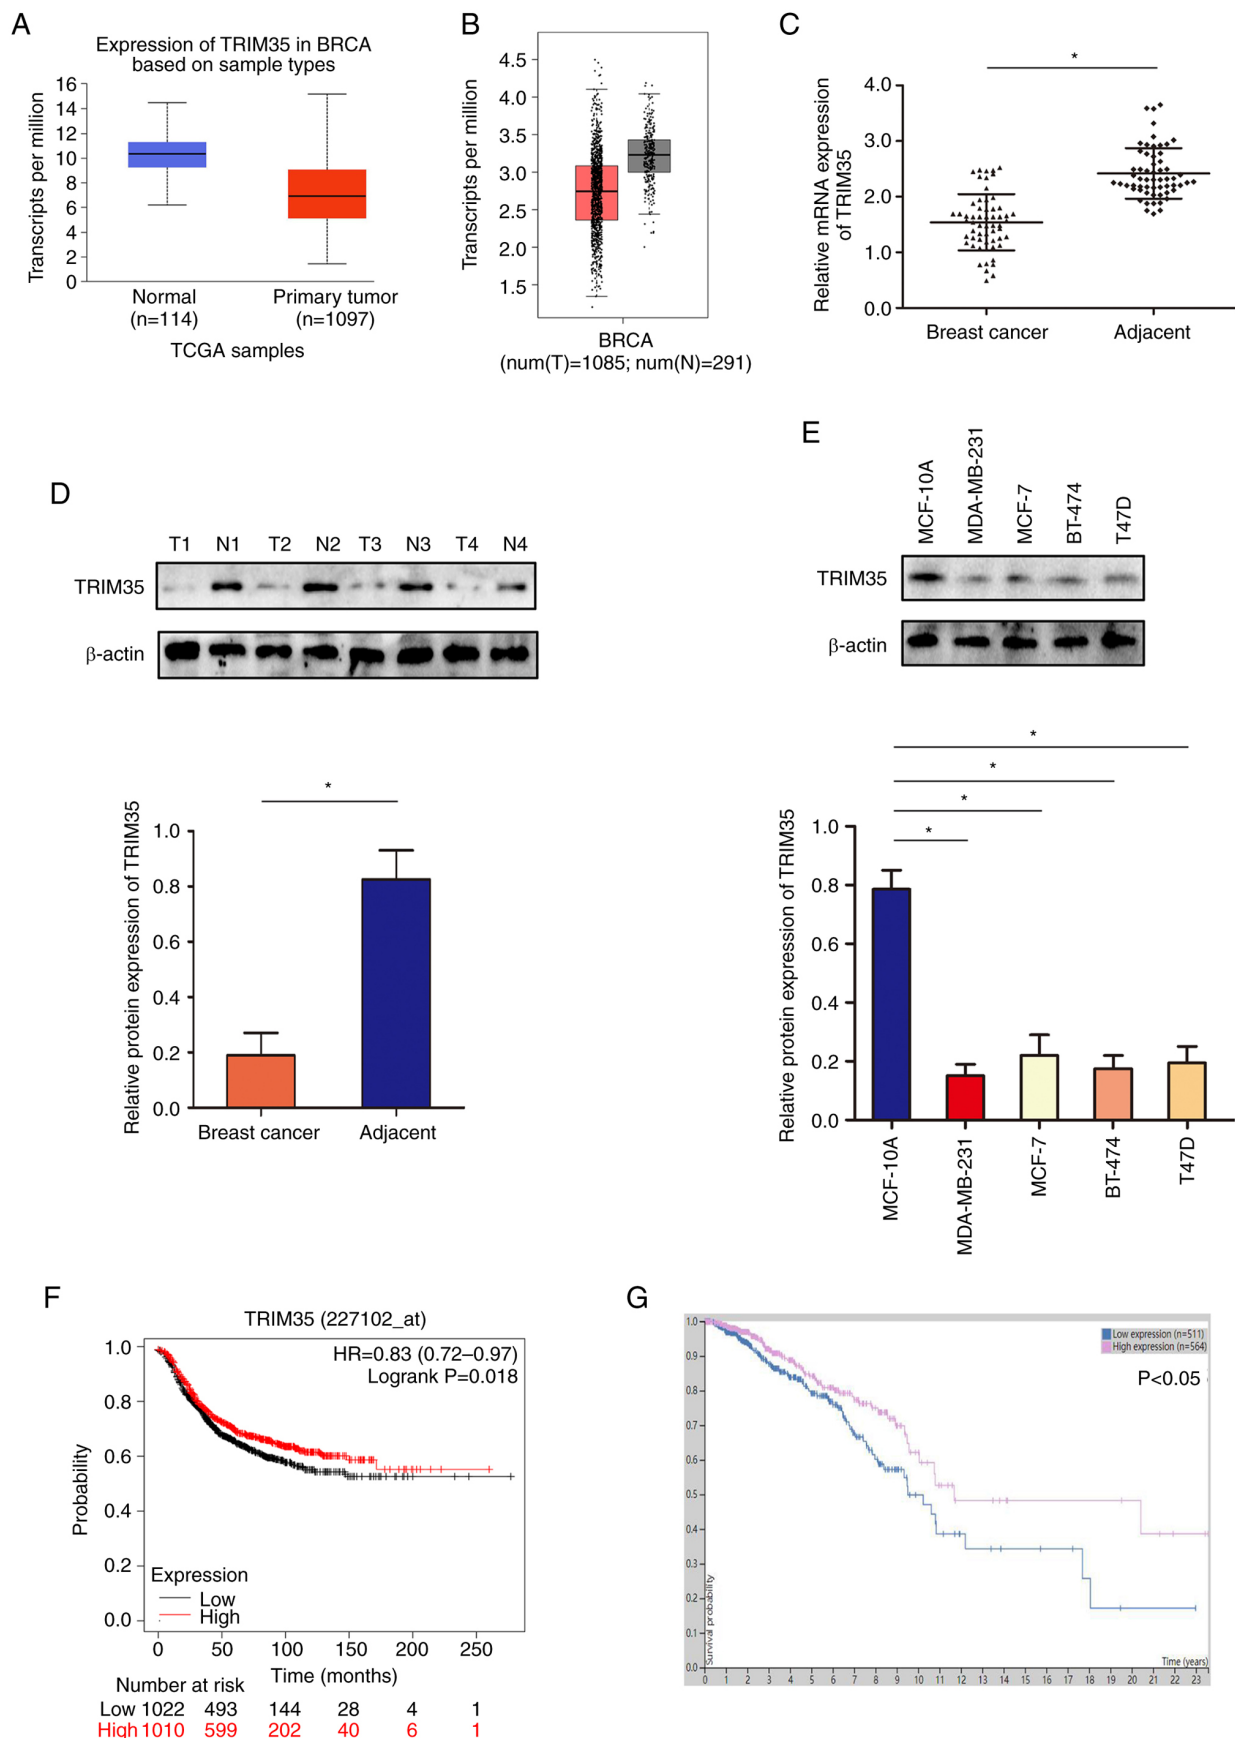 A
Expression of TRIM35 in BRCA
based on sample types
Transcripts per million
16
14
12
10
8
6
4
2
0
Normal
(n=114)
Primary tumor
(n=1097)
TCGA samples
B
Transcripts per million
4.5
4.0
3.5
3.0
2.5
2.0
1.5
BRCA
(num(T)=1085; num(N)=291)
C
*
Relative mRNA expression
of TRIM35
4.0
3.0
2.0
1.0
0.0
Breast cancer
Adjacent
D
T1 N1 T2 N2 T3 N3 T4 N4
TRIM35
β-actin
*
Relative protein expression of TRIM35
1.0
0.8
0.6
0.4
0.2
0.0
Breast cancer
Adjacent
E
MCF-10A
MDA-MB-231
MCF-7
BT-474
T47D
TRIM35
β-actin
*
*
*
*
Relative protein expression of TRIM35
1.0
0.8
0.6
0.4
0.2
0.0
MCF-10A
MDA-MB-231
MCF-7
BT-474
T47D
F
TRIM35 (227102_at)
HR=0.83 (0.72–0.97)
Logrank P=0.018
Probability
1.0
0.8
0.6
0.4
0.2
0.0
Expression
Low
High
0 50 100 150 200 250
Time (months)
Number at risk
Low 1022 493 144 28 4 1
High 1010 599 202 40 6 1
G
Low expression (n=511)
High expression (n=564)
P<0.05
1.0
0.9
0.8
0.7
0.6
0.5
0.4
0.3
0.2
0.1
0.0
Survival probability
Time (years)
0 1 2 3 4 5 6 7 8 9 10 11 12 13 14 15 16 17 18 19 20 21 22 23